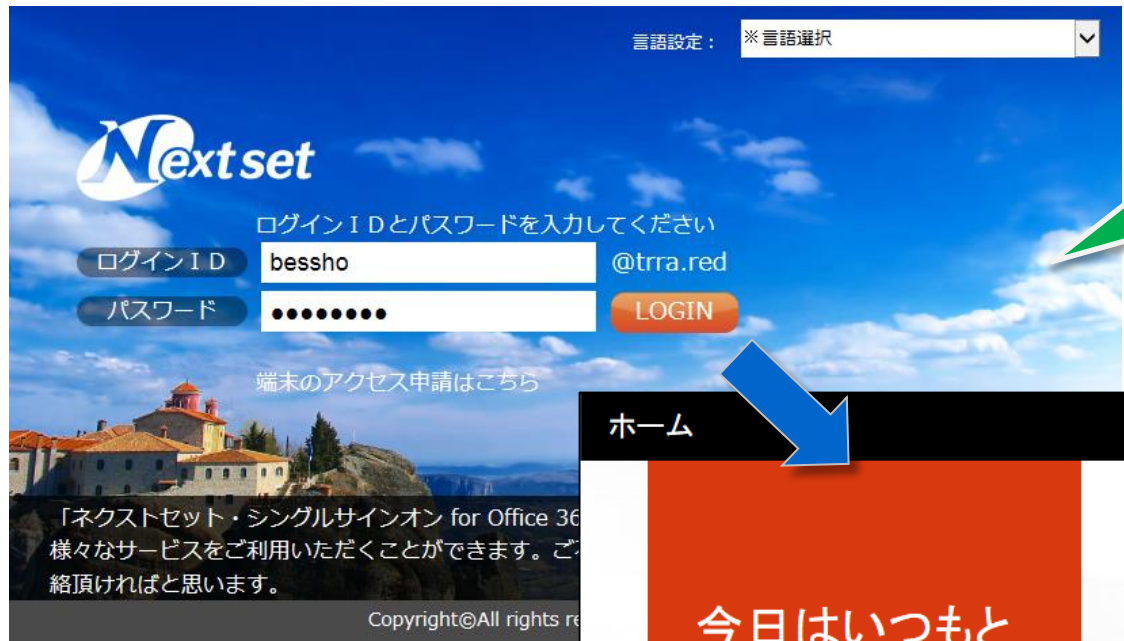 言語設定： ※言語選択
Nextset
ログインＩＤとパスワードを入力してください
ログインＩＤ bessho @trra.red
パスワード ●●●●●●●● LOGIN
端末のアクセス申請はこちら
ホーム
「ネクストセット・シングルサインオン for Office 36
様々なサービスをご利用いただくことができます。ご
絡頂ければと思います。
Copyright©All rights re
今日はいつもと